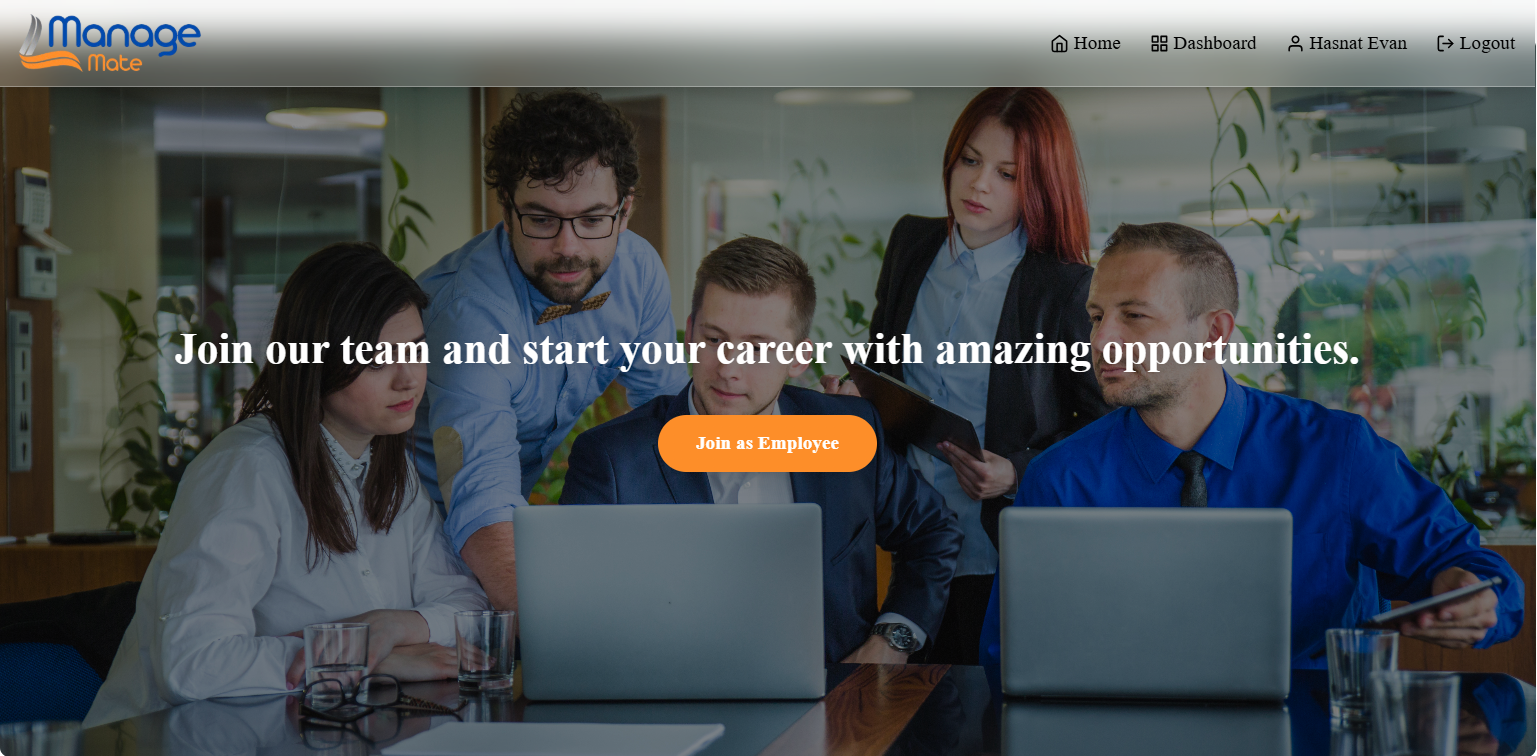 Manage
Mate
Home
Dashboard
Hasnat Evan
Logout
Join our team and start your career with amazing opportunities.
Join as Employee